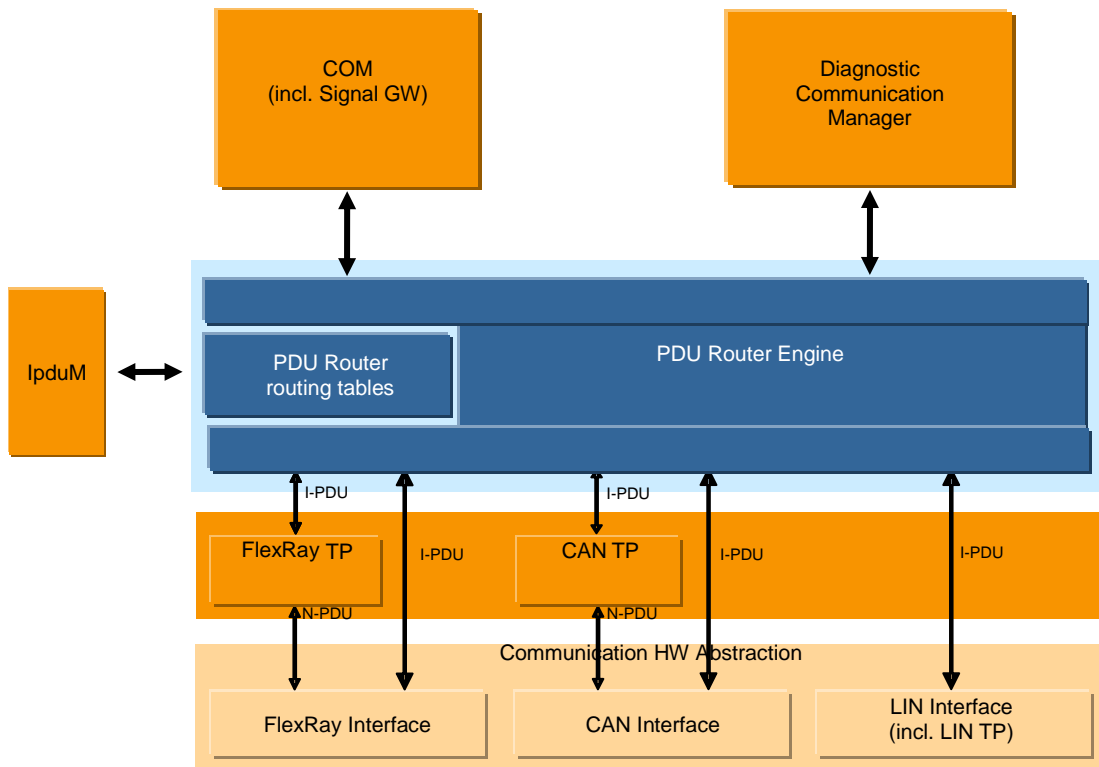 COM
(incl. Signal GW)
Diagnostic
Communication
Manager
IpduM
PDU Router
routing tables
PDU Router Engine
I-PDU
I-PDU
FlexRay TP
I-PDU
CAN TP
I-PDU
I-PDU
N-PDU
N-PDU
Communication HW Abstraction
FlexRay Interface
CAN Interface
LIN Interface
(incl. LIN TP)